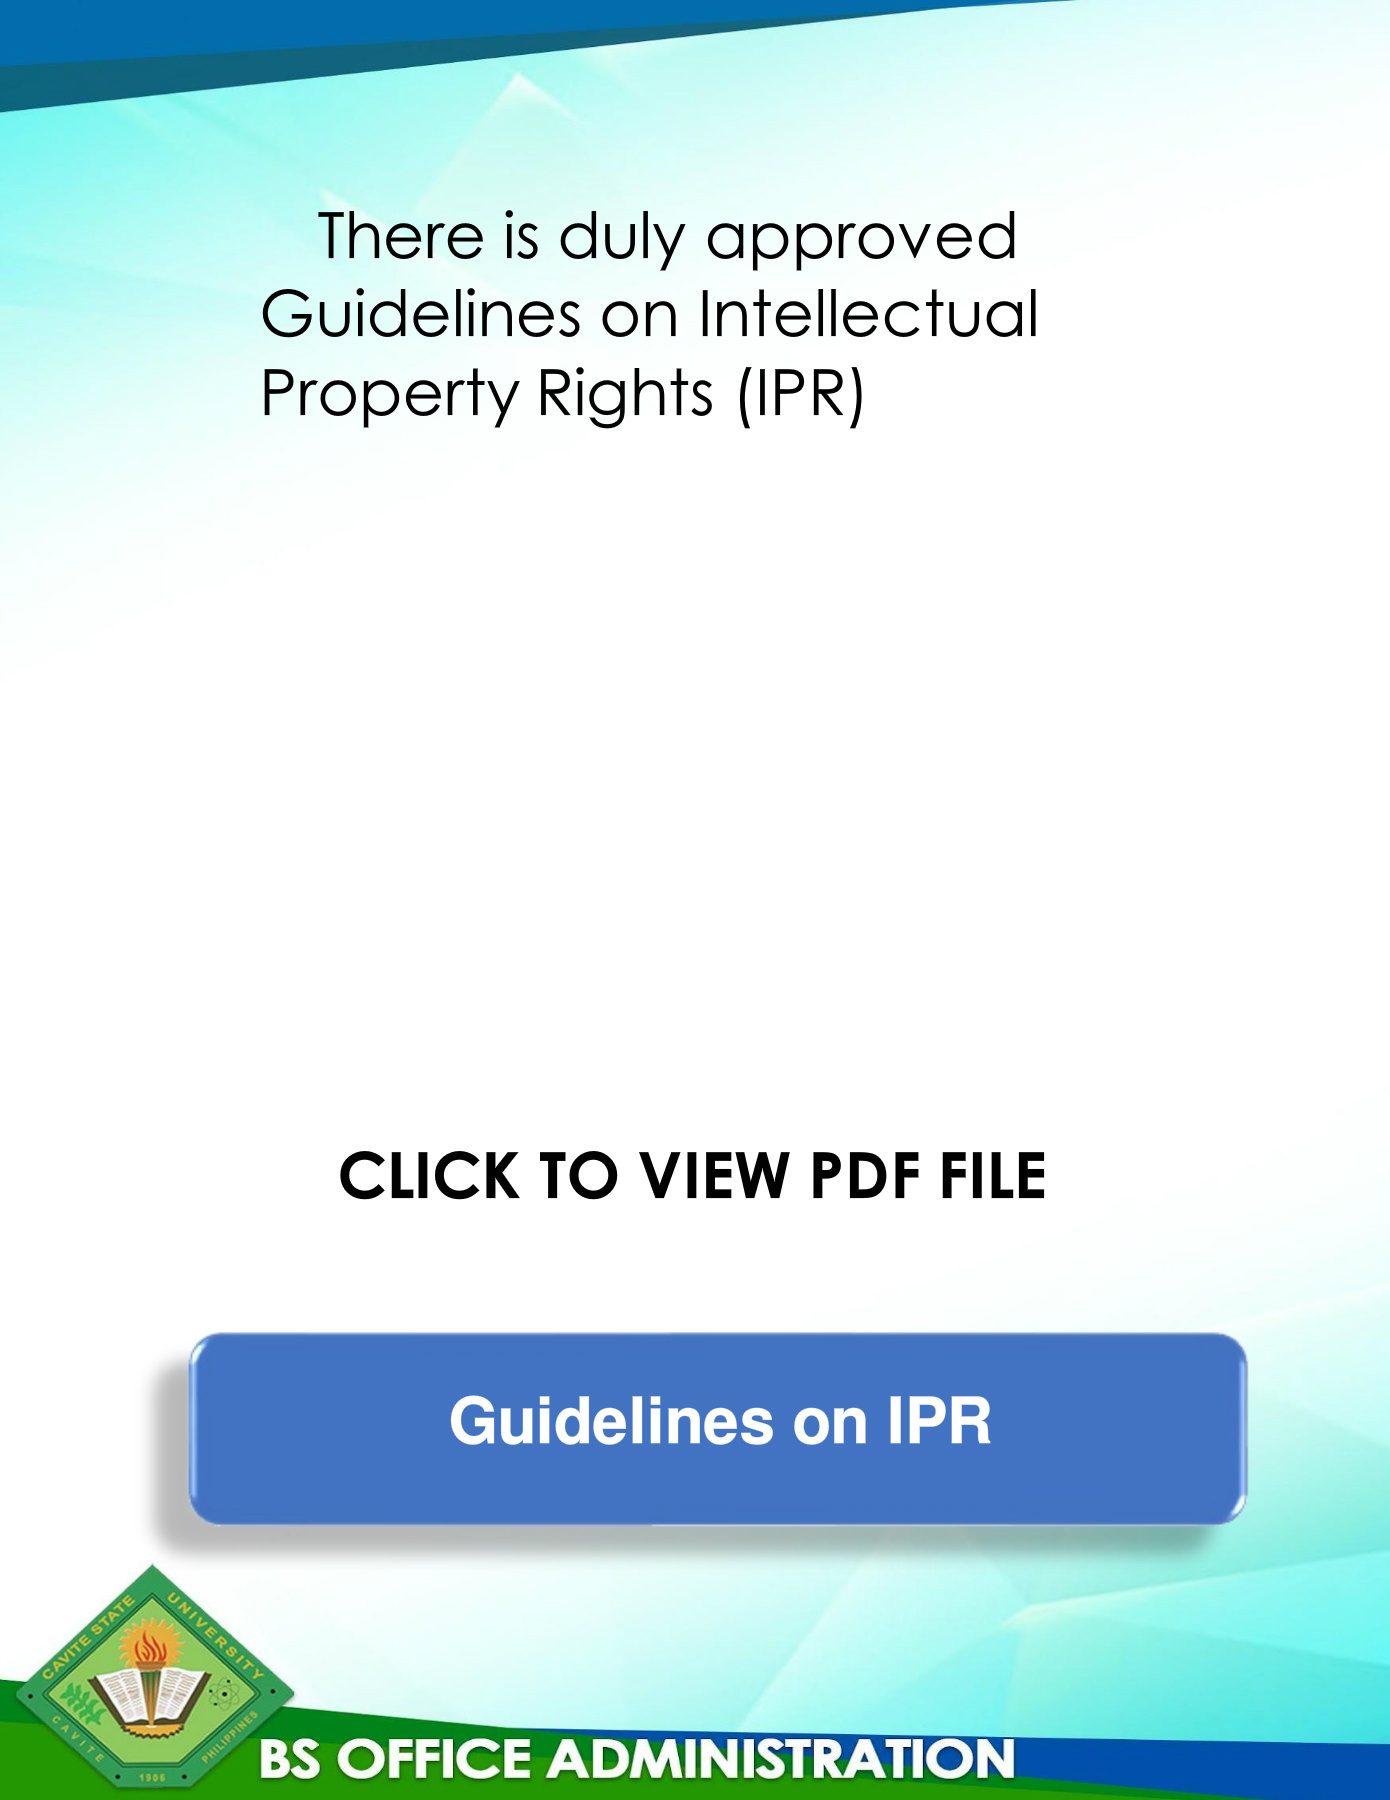 There is duly approved
Guidelines on Intellectual
Property Rights (IPR)
CLICK TO VIEW PDF FILE
Guidelines on IPR
CAVITE STATE UNIVERSITY
CAVITE
PHILIPPINES
1906
BS OFFICE ADMINISTRATION